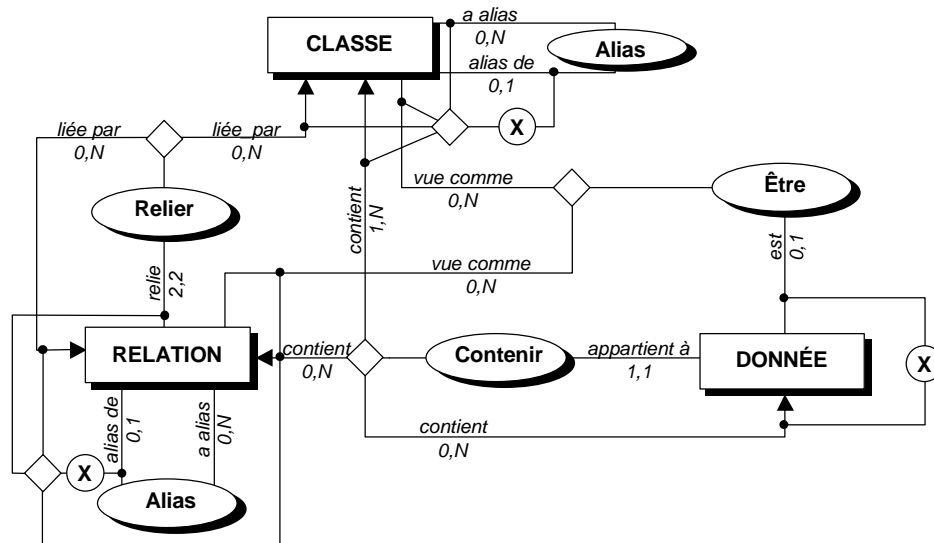 a alias
0,N
CLASSE
Alias
alias de
0,1
X
liée par
0,N
liée_par
0,N
vue comme
0,N
Être
Relier
contient
1,N
est
0,1
vue comme
0,N
relie
2,2
RELATION
contient
0,N
Contenir
appartient à
1,1
DONNÉE
X
alias de
0,1
a alias
0,N
contient
0,N
X
Alias